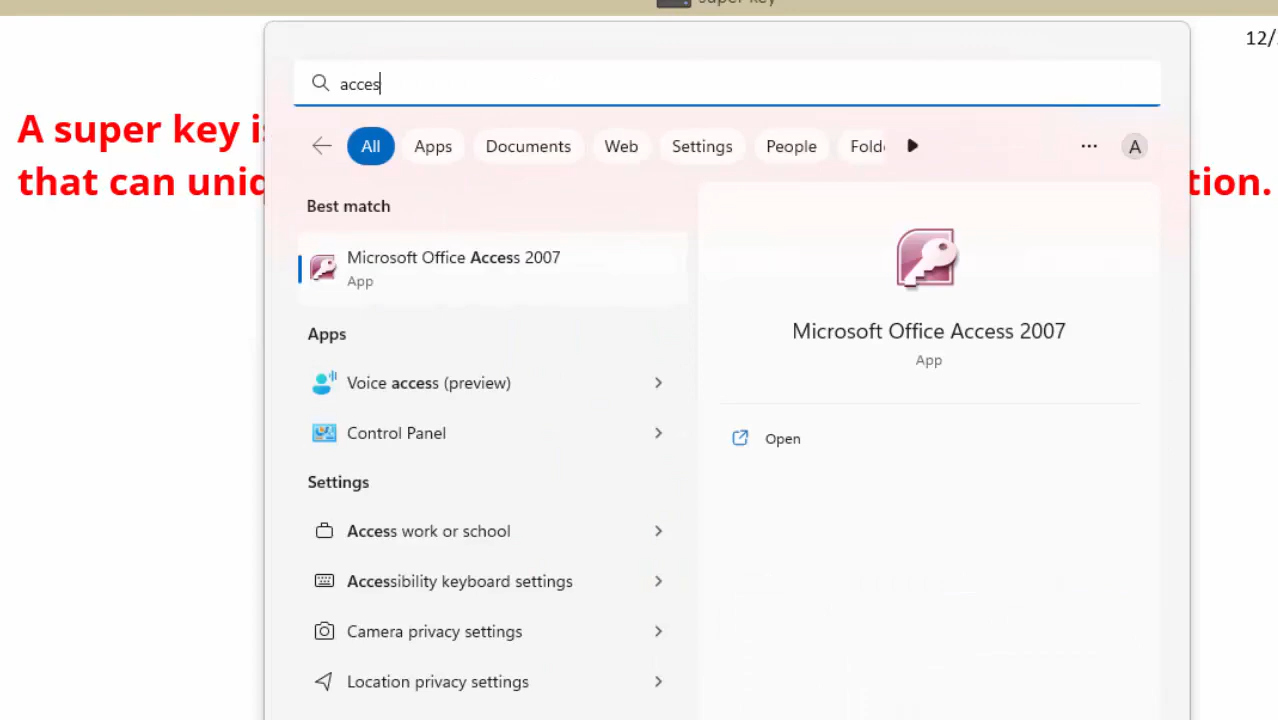 super key
12/
A super key is
that can uniq
tion.
acces
All Apps Documents Web Settings People Fold A
Best match
Microsoft Office Access 2007
App
Apps
Voice access (preview)
Control Panel
Settings
Access work or school
Accessibility keyboard settings
Camera privacy settings
Location privacy settings
Microsoft Office Access 2007
App
Open